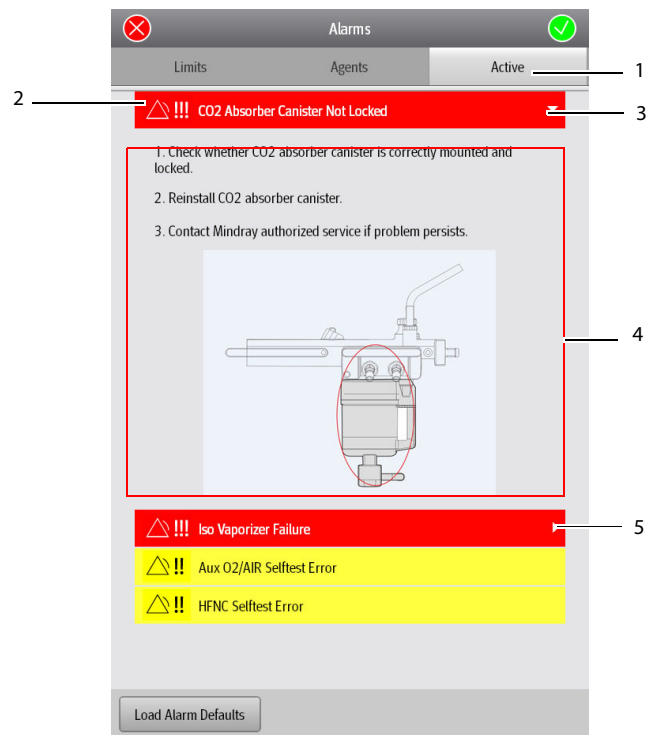 Alarms
Limits
Agents
Active
1
2
!!! CO2 Absorber Canister Not Locked
3
1. Check whether CO2 absorber canister is correctly mounted and
locked.
2. Reinstall CO2 absorber canister.
3. Contact Mindray authorized service if problem persists.
4
!!! Iso Vaporizer Failure
5
!! Aux O2/AIR Selftest Error
!! HFNC Selftest Error
Load Alarm Defaults